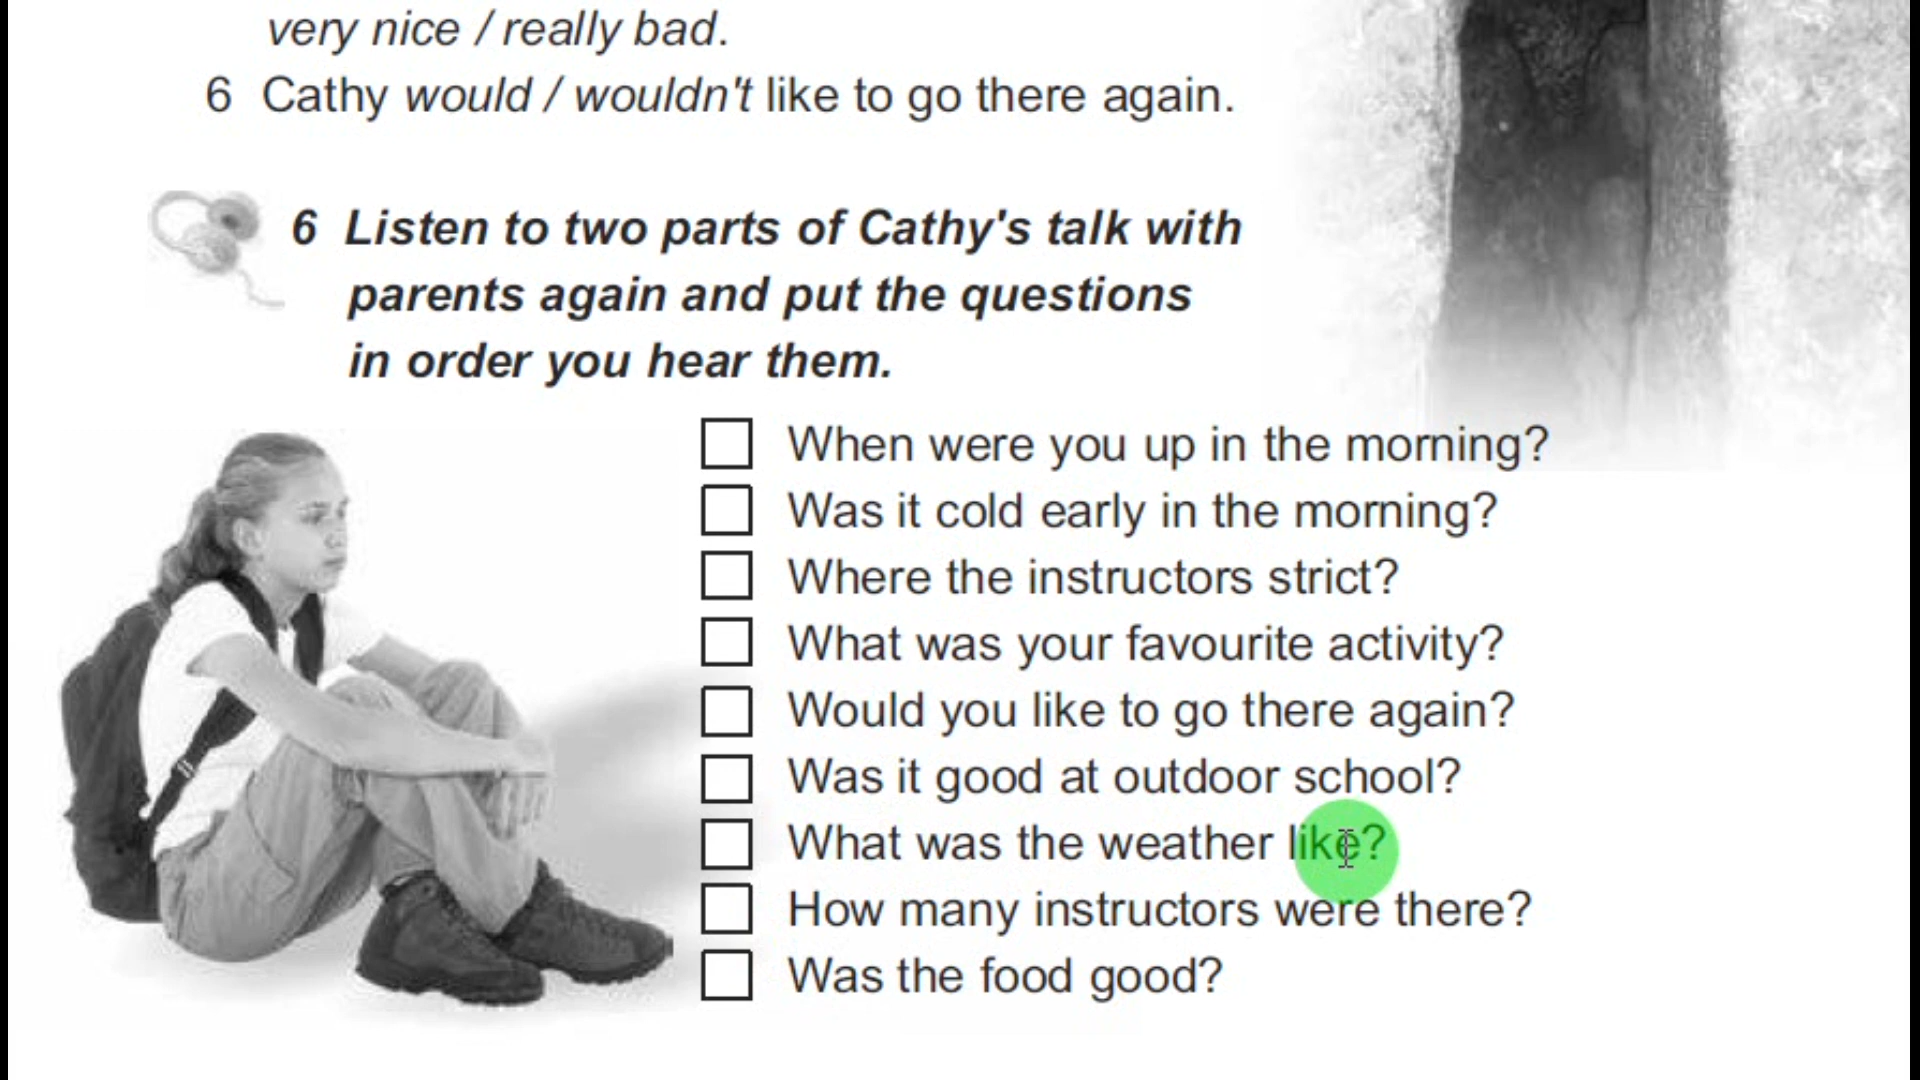 very nice / really bad.
6 Cathy would / wouldn't like to go there again.
6 Listen to two parts of Cathy's talk with
parents again and put the questions
in order you hear them.
When were you up in the morning?
Was it cold early in the morning?
Where the instructors strict?
What was your favourite activity?
Would you like to go there again?
Was it good at outdoor school?
What was the weather like?
How many instructors were there?
Was the food good?